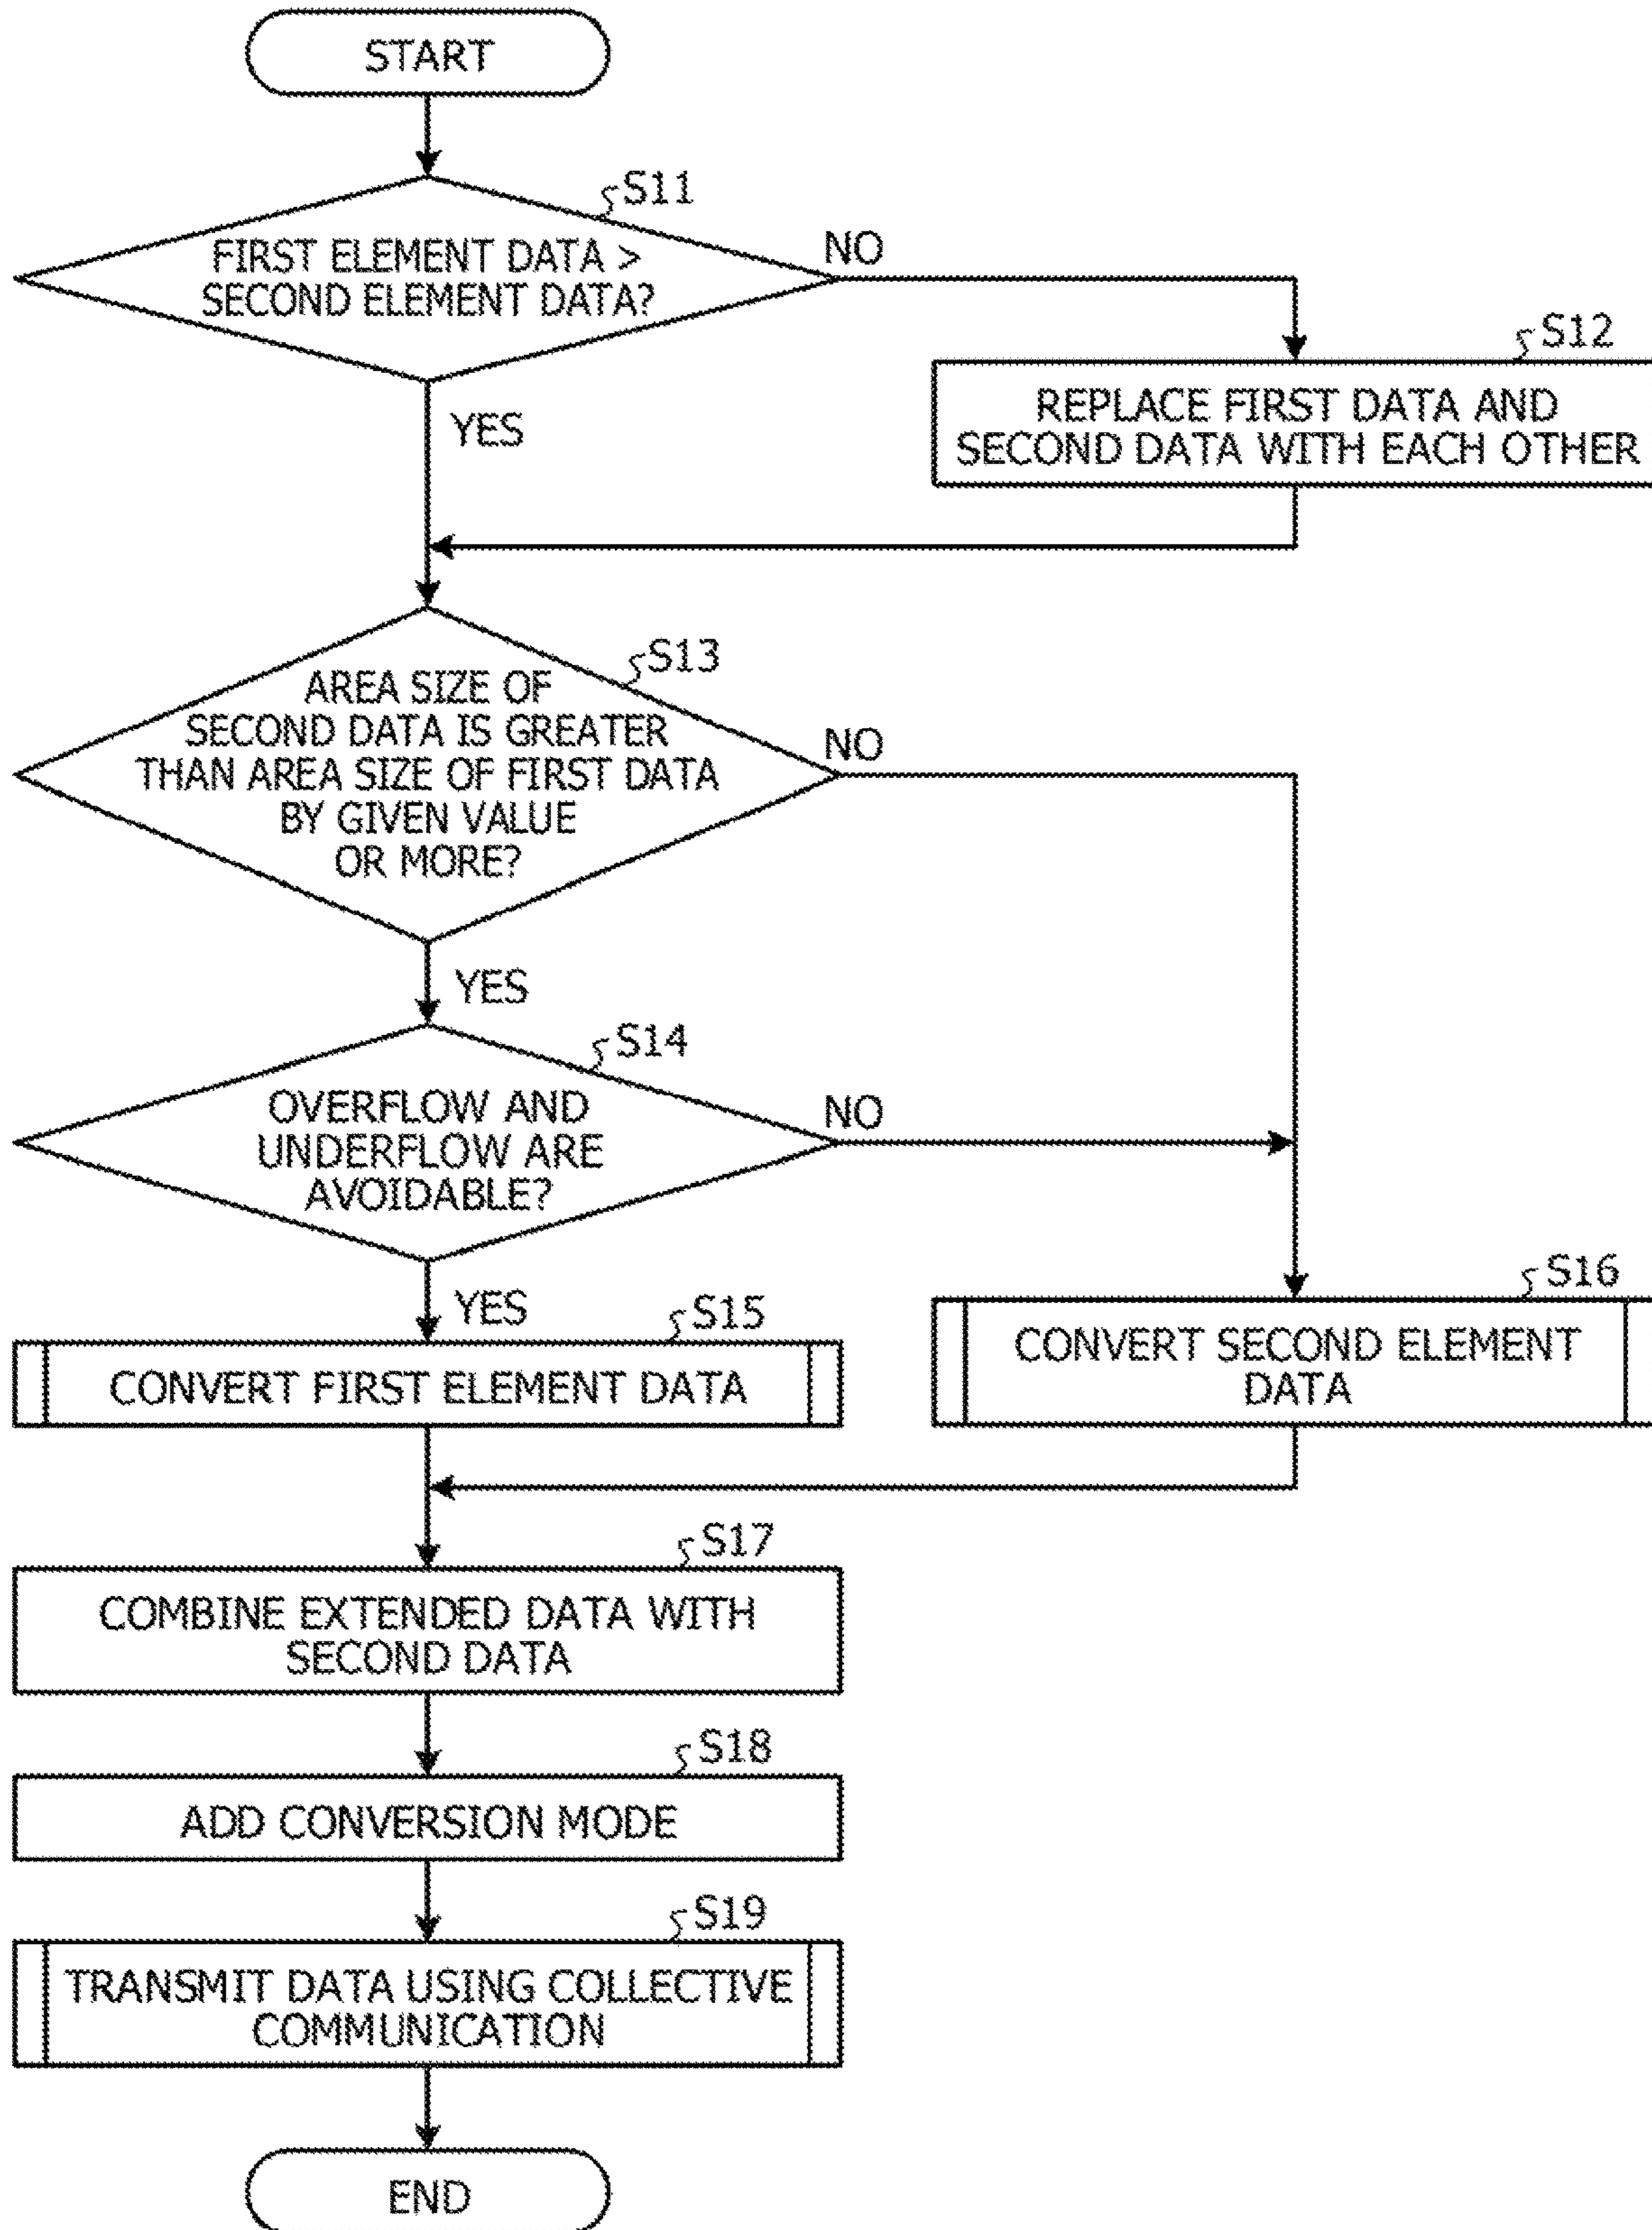 START
S11
FIRST ELEMENT DATA >
SECOND ELEMENT DATA?
NO
YES
S12
REPLACE FIRST DATA AND
SECOND DATA WITH EACH OTHER
S13
AREA SIZE OF
SECOND DATA IS GREATER
THAN AREA SIZE OF FIRST DATA
BY GIVEN VALUE
OR MORE?
NO
YES
S14
OVERFLOW AND
UNDERFLOW ARE
AVOIDABLE?
NO
YES
S15
CONVERT FIRST ELEMENT DATA
S16
CONVERT SECOND ELEMENT
DATA
S17
COMBINE EXTENDED DATA WITH
SECOND DATA
S18
ADD CONVERSION MODE
S19
TRANSMIT DATA USING COLLECTIVE
COMMUNICATION
END